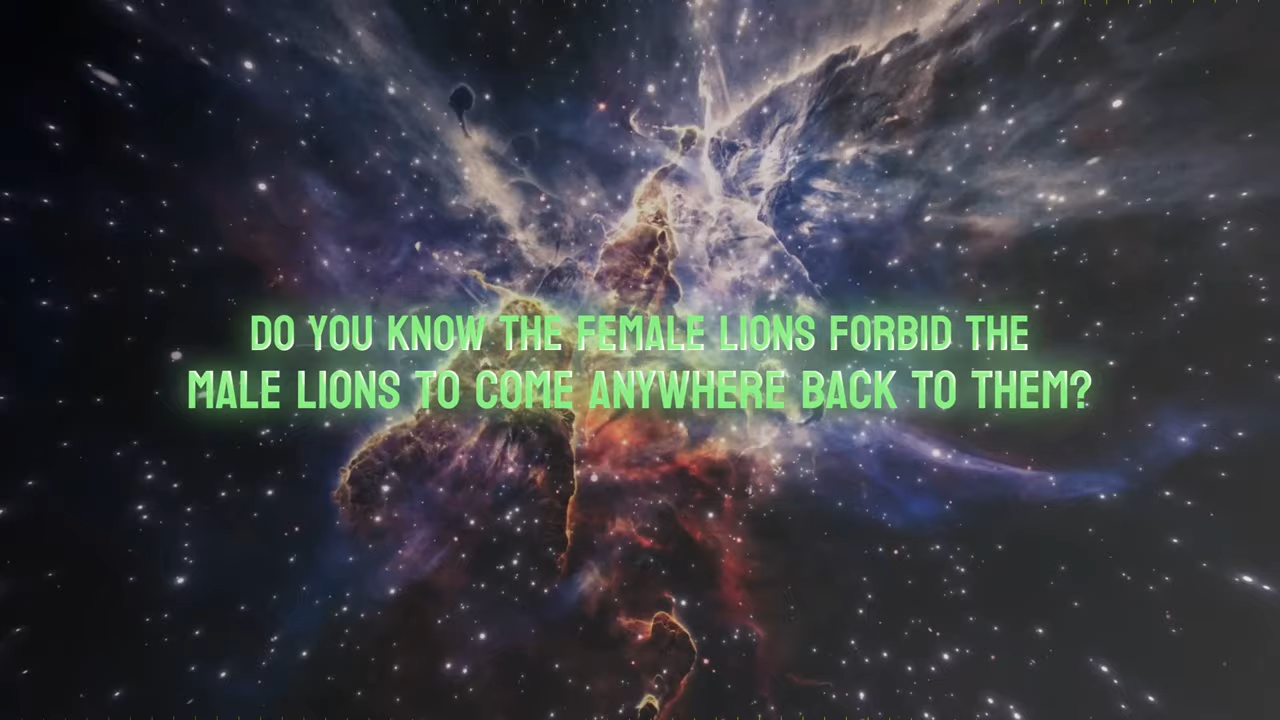 DO YOU KNOW THE FEMALE LIONS FORBID THE
MALE LIONS TO COME ANYWHERE BACK TO THEM?